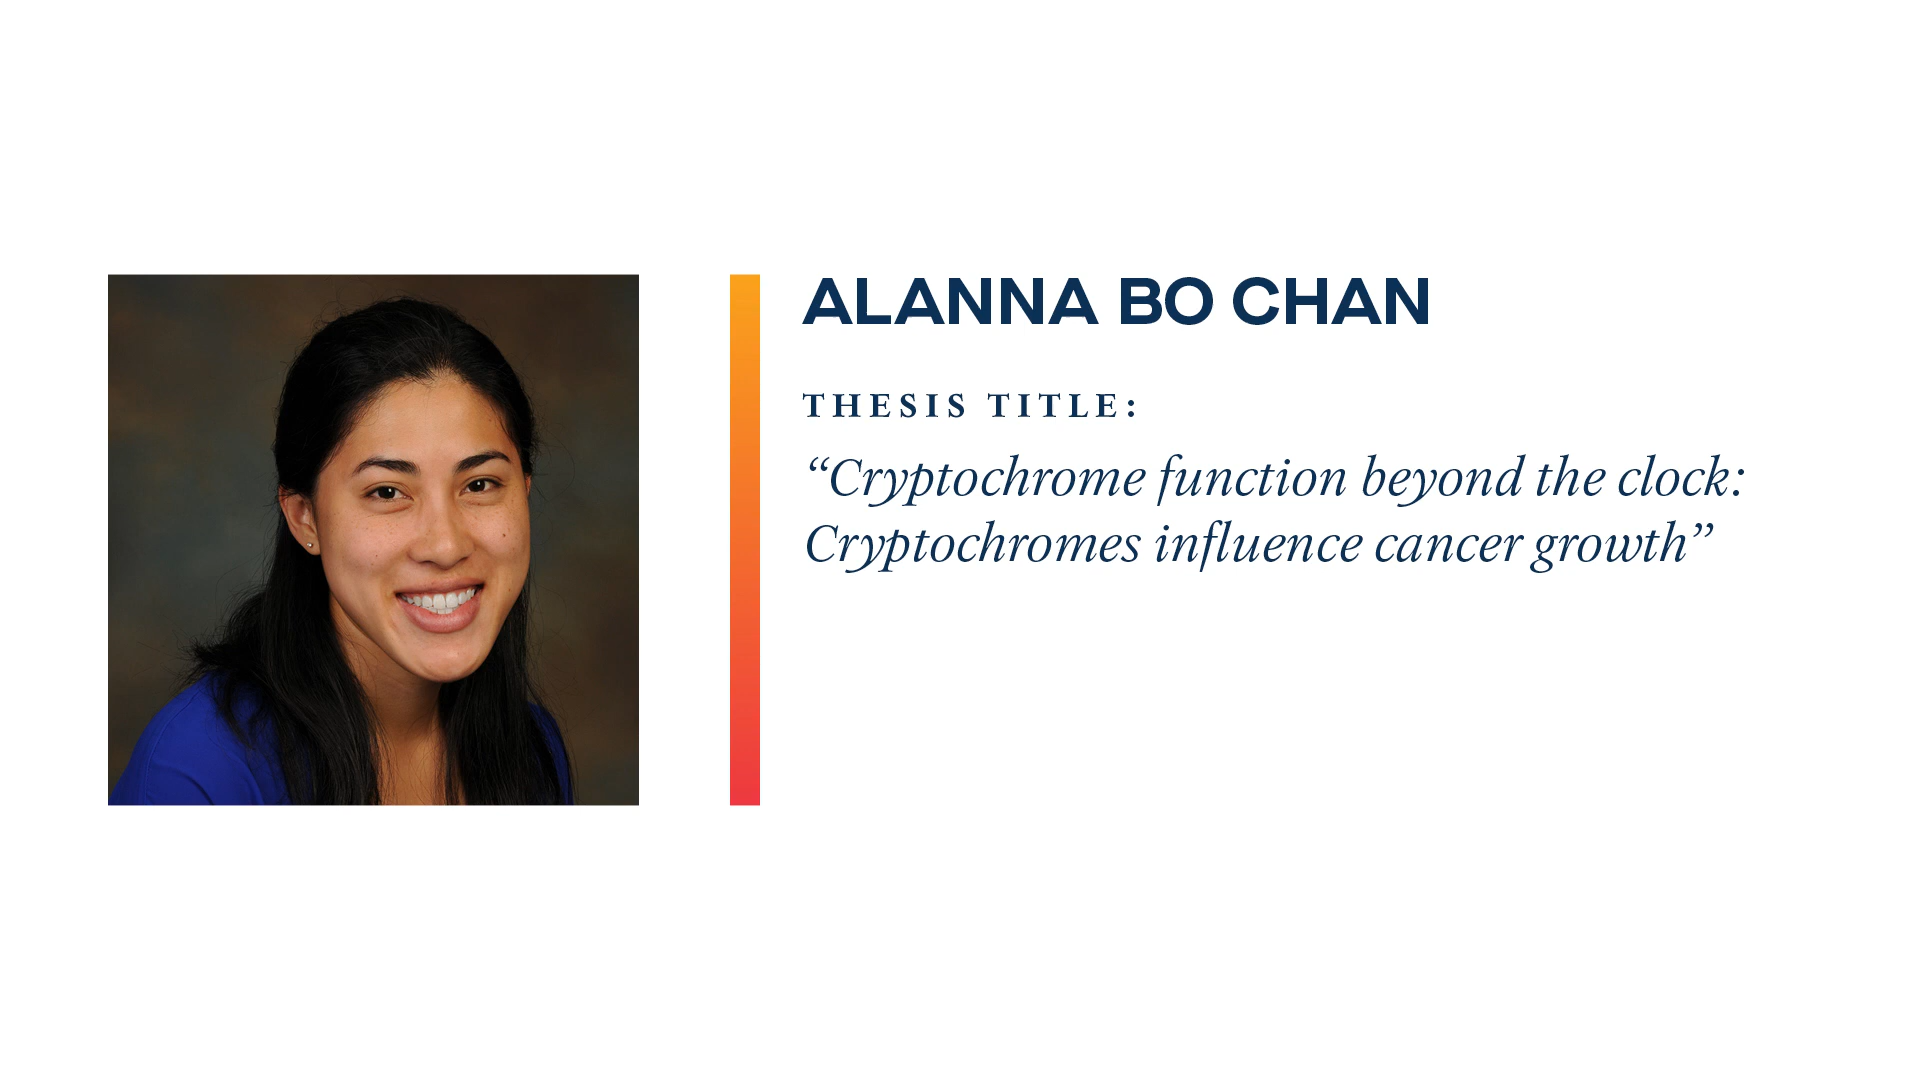 ALANNA BO CHAN
THESIS TITLE:
“Cryptochrome function beyond the clock:
Cryptochromes influence cancer growth”